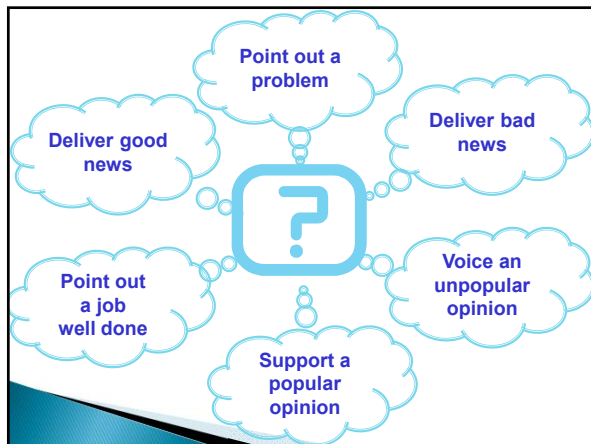 Point out a
problem
Deliver good
news
Deliver bad
news
?
Point out
a job
well done
Voice an
unpopular
opinion
Support a
popular
opinion